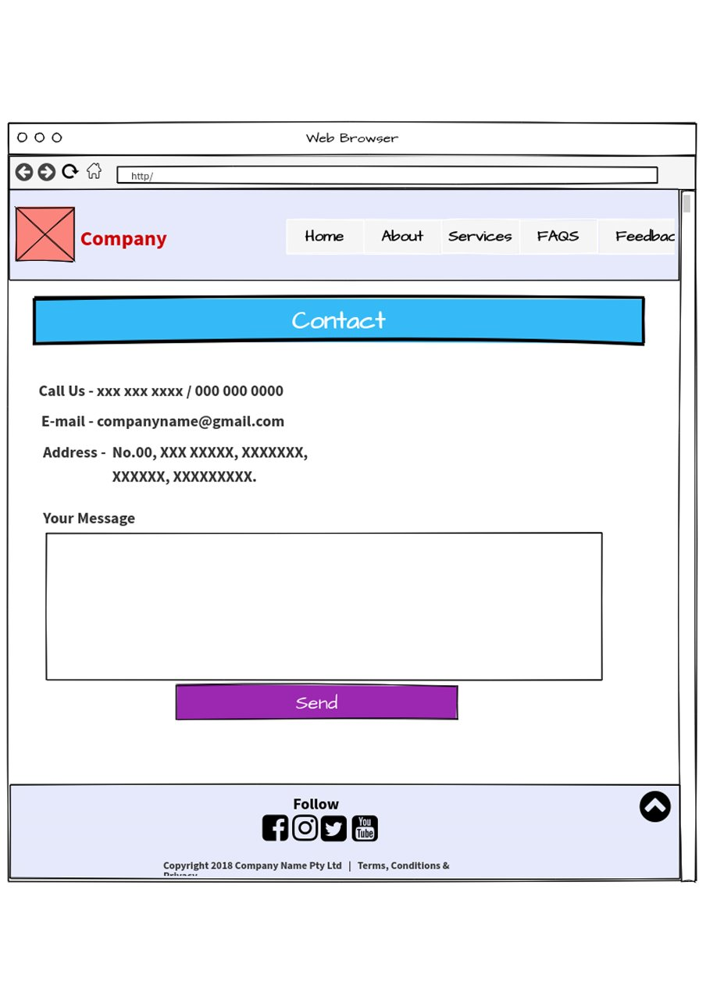 Web Browser
http/
Company
Home About Services FAQS Feedbac
Contact
Call Us - xxx xxx xxxx / 000 000 0000
E-mail - companyname@gmail.com
Address - No.00, XXX XXXXX, XXXXXXX,
XXXXXX, XXXXXXXXX.
Your Message
Send
Follow
You
Tube
Copyright 2018 Company Name Pty Ltd | Terms, Conditions &
Privacy